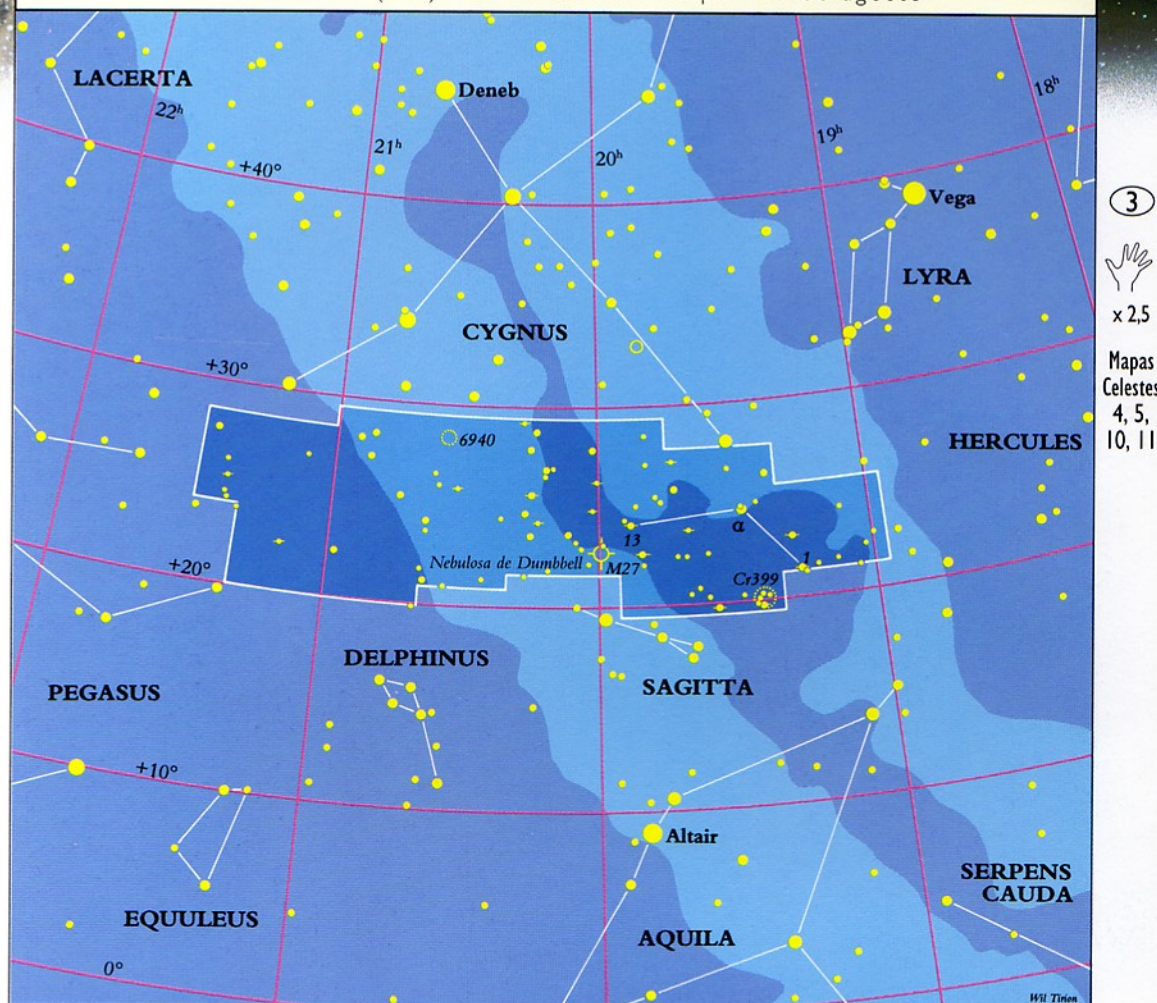 LACERTA
22ʰ
Deneb
18ʰ
21ʰ
19ʰ
20ʰ
+40°
Vega
3
LYRA
x 2,5
CYGNUS
Mapas
Celestes
4, 5,
10, 11
+30°
6940
HERCULES
α
13
Nebulosa de Dumbbell
M27
1
+20°
Cr399
DELPHINUS
PEGASUS
SAGITTA
+10°
Altair
SERPENS
CAUDA
EQUULEUS
AQUILA
0°
Wil Tirion